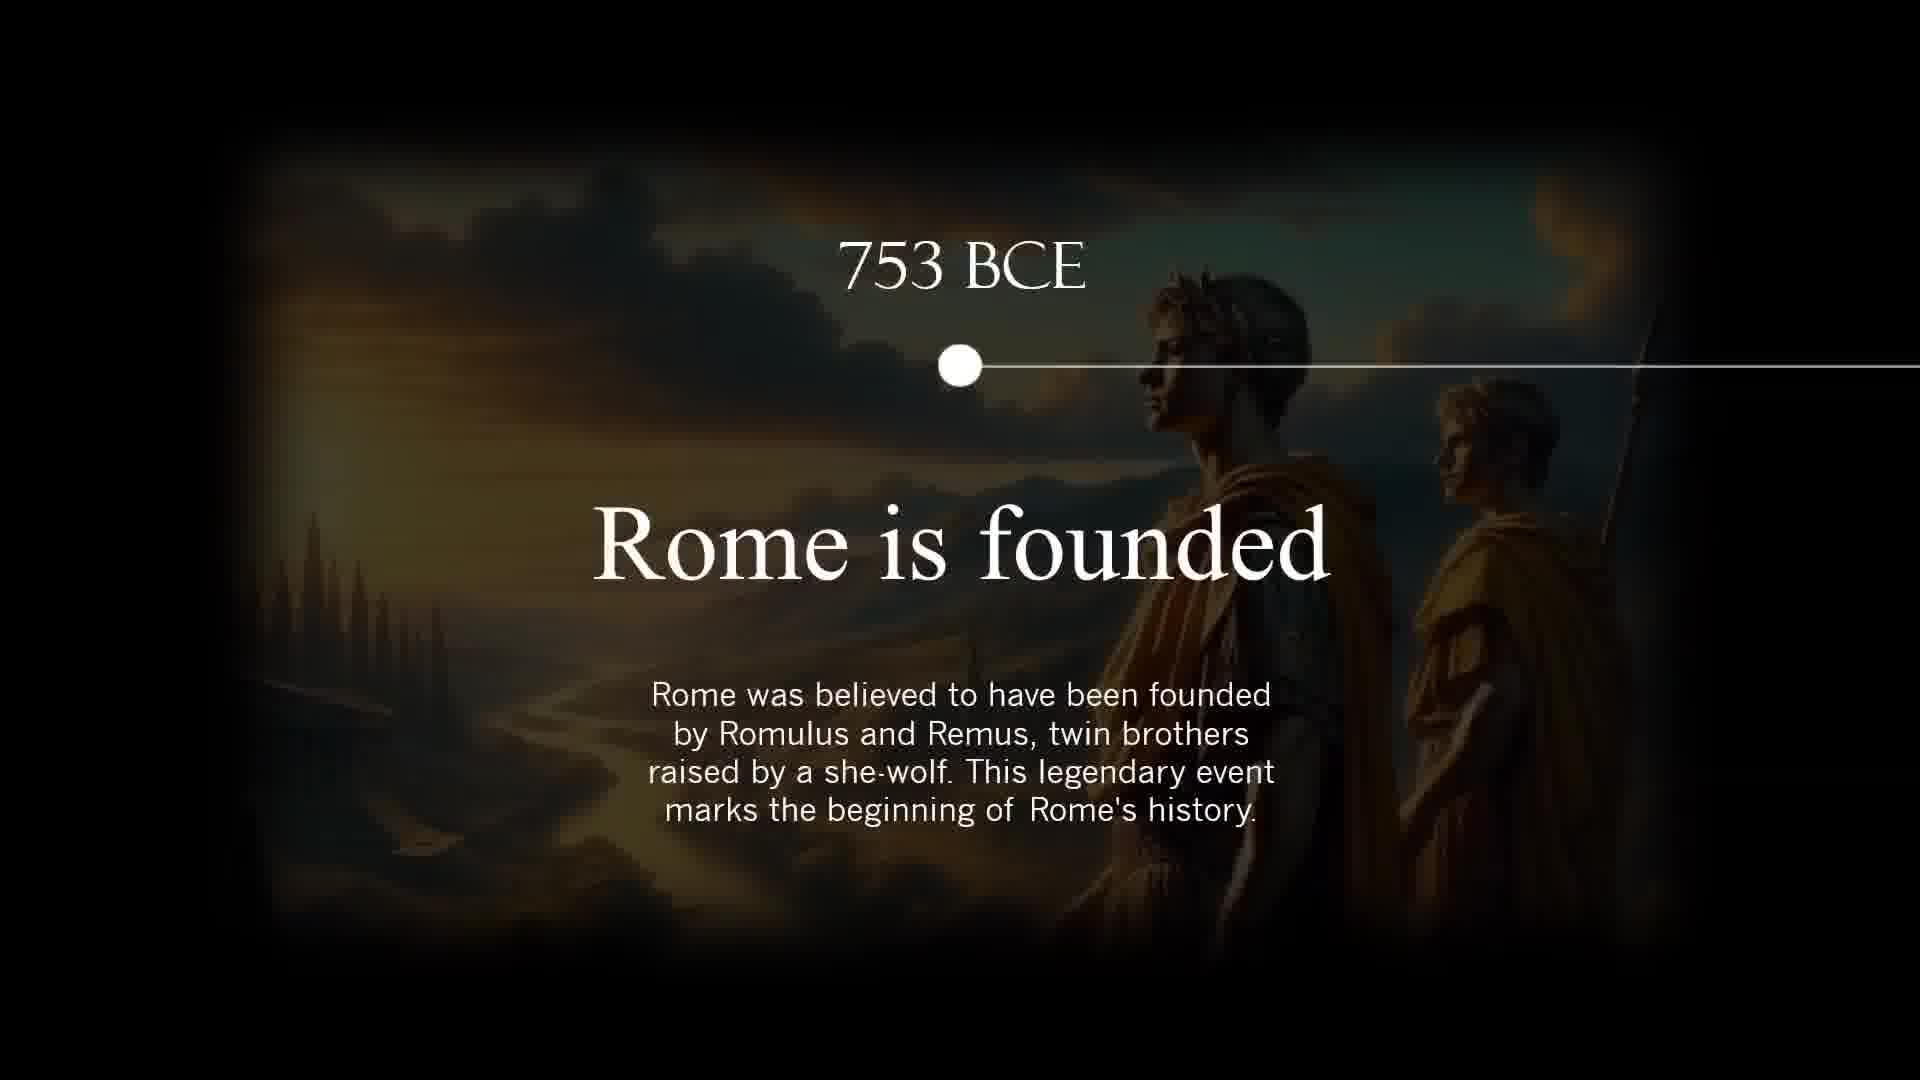 753 BCE
Rome is founded
Rome was believed to have been founded
by Romulus and Remus, twin brothers
raised by a she-wolf. This legendary event
marks the beginning of Rome's history.